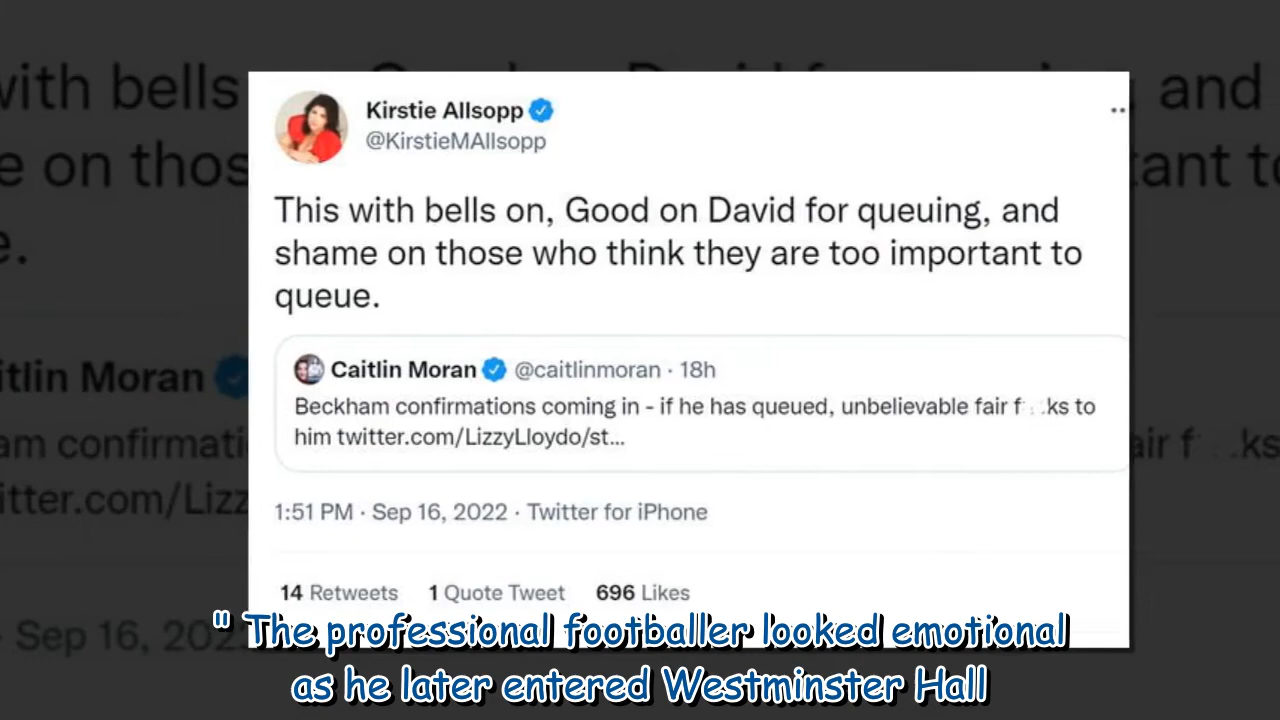 Kirstie Allsopp
@KirstieMAllsopp
This with bells on, Good on David for queuing, and
shame on those who think they are too important to
queue.
Caitlin Moran @caitlinmoran · 18h
Beckham confirmations coming in - if he has queued, unbelievable fair f...ks to
him twitter.com/LizzyLloydo/st...
1:51 PM · Sep 16, 2022 · Twitter for iPhone
14 Retweets 1 Quote Tweet 696 Likes
" The professional footballer looked emotional
as he later entered Westminster Hall